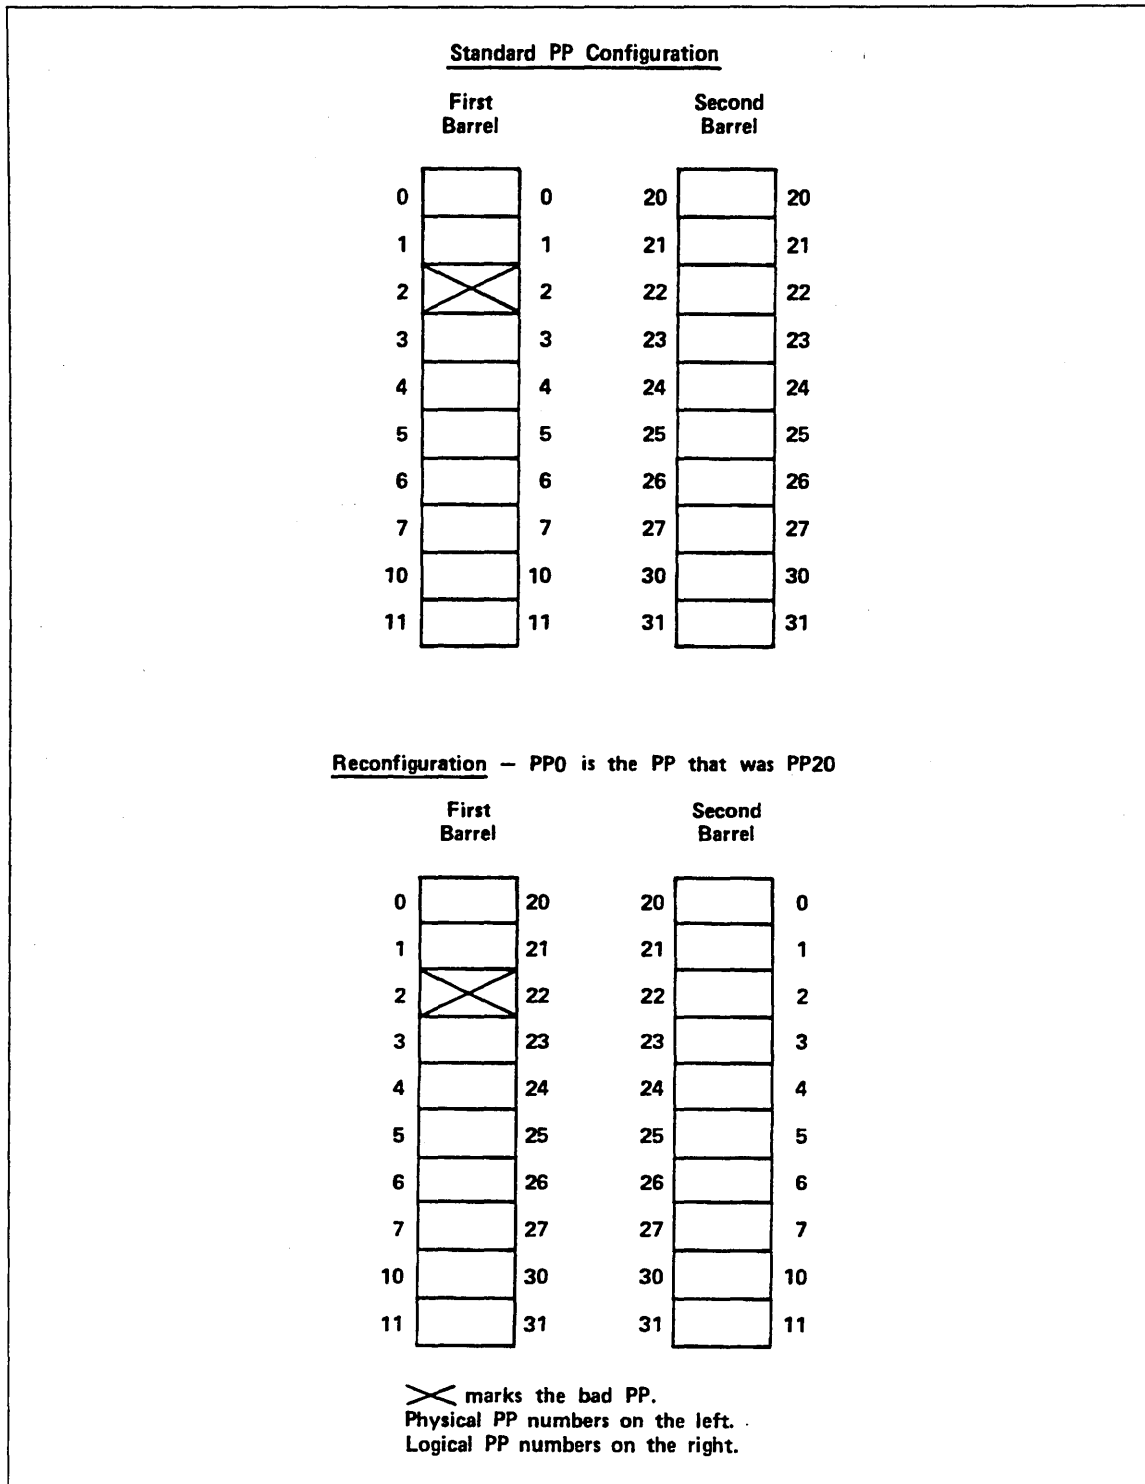 Standard PP Configuration
First Barrel Second Barrel
0 0 20 20
1 1 21 21
2 2 22 22
3 3 23 23
4 4 24 24
5 5 25 25
6 6 26 26
7 7 27 27
10 10 30 30
11 11 31 31
Reconfiguration — PP0 is the PP that was PP20
First Barrel Second Barrel
0 20 20 0
1 21 21 1
2 22 22 2
3 23 23 3
4 24 24 4
5 25 25 5
6 26 26 6
7 27 27 7
10 30 30 10
11 31 31 11
marks the bad PP.
Physical PP numbers on the left.
Logical PP numbers on the right.